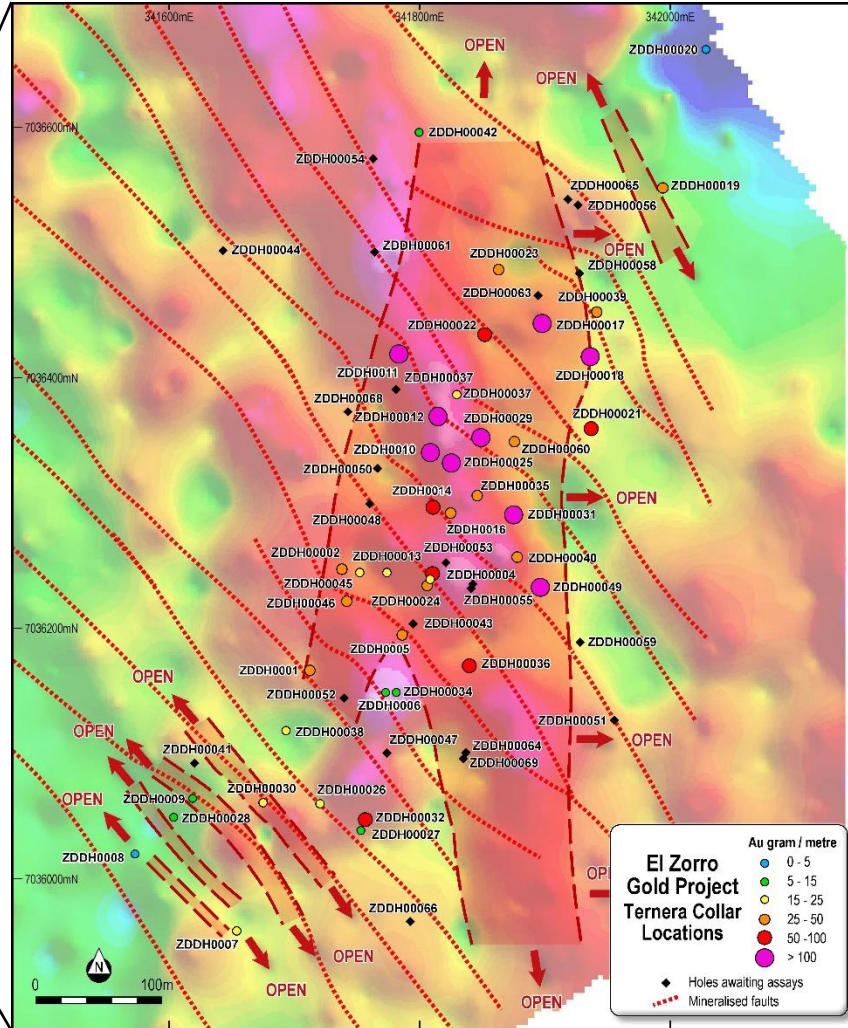 341600mE
341800mE
342000mE
OPEN
ZDDH00020
OPEN
7036600mN
ZDDH00042
ZDDH00054
ZDDH00065
ZDDH00019
ZDDH00056
ZDDH00044
ZDDH00061
OPEN
ZDDH00023
ZDDH00058
ZDDH00063
ZDDH00039
ZDDH00022
ZDDH00017
7036400mN
ZDDH0011
ZDDH00037
ZDDH00018
ZDDH00037
ZDDH00068
ZDDH00012
ZDDH00029
ZDDH00021
ZDDH0010
ZDDH00060
ZDDH00050
ZDDH00025
ZDDH0014
ZDDH00035
OPEN
ZDDH00048
ZDDH00031
ZDDH0016
ZDDH00053
ZDDH00002
ZDDH00013
ZDDH00040
ZDDH00004
ZDDH00045
ZDDH00049
ZDDH00055
ZDDH00046
ZDDH00024
7036200mN
ZDDH00043
ZDDH00059
ZDDH0005
ZDDH0001
ZDDH00036
ZDDH00052
ZDDH00034
OPEN
ZDDH0006
ZDDH00051
ZDDH00038
OPEN
ZDDH00047
ZDDH00064
OPEN
ZDDH00041
ZDDH00069
OPEN
ZDDH0009
ZDDH00030
ZDDH00026
ZDDH00028
ZDDH00032
ZDDH00027
ZDDH0008
7036000mN
ZDDH00066
ZDDH0007
OPEN
OPEN
OPEN
N
0
100m
El Zorro
Gold Project
Ternera Collar
Locations
Au gram / metre
0 - 5
5 - 15
15 - 25
25 - 50
50 -100
> 100
Holes awaiting assays
Mineralised faults